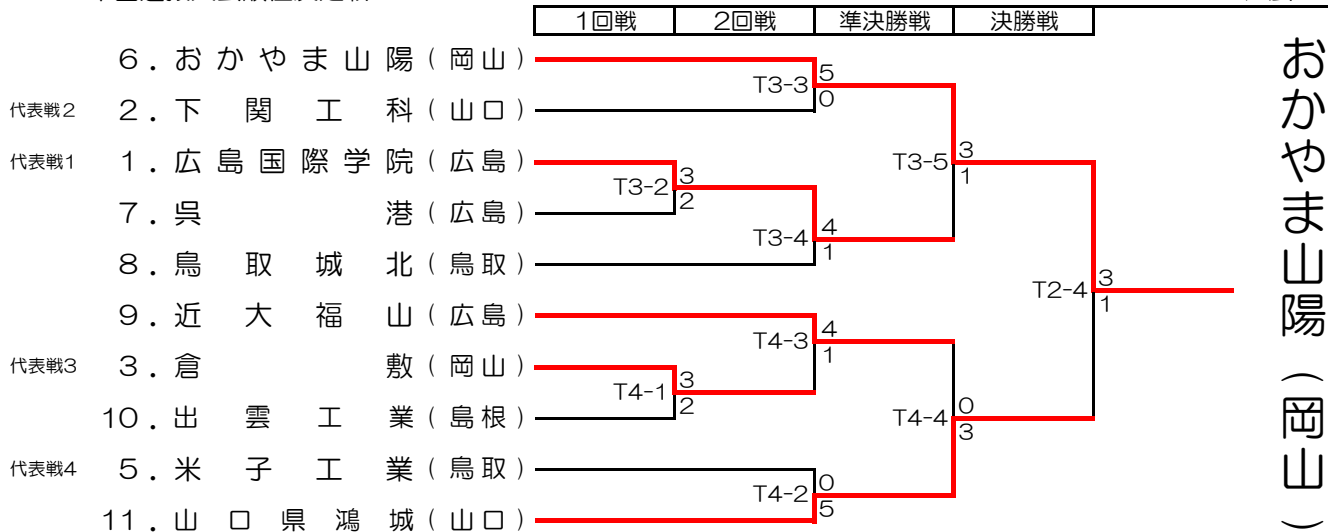 1回戦 2回戦 準決勝戦 決勝戦
6．おかやま山陽（岡山）
T3-3 5
0
代表戦2 2．下関工科（山口）
代表戦1 1．広島国際学院（広島）
T3-2 3
2
T3-5 3
1
7．呉港（広島）
T3-4 4
1
8．鳥取城北（鳥取）
T2-4 3
1
9．近大福山（広島）
T4-3 4
1
代表戦3 3．倉敷（岡山）
T4-1 3
2
10．出雲工業（島根）
T4-4 0
3
代表戦4 5．米子工業（鳥取）
T4-2 0
5
11．山口県鴻城（山口）
おかやま山陽（岡山）